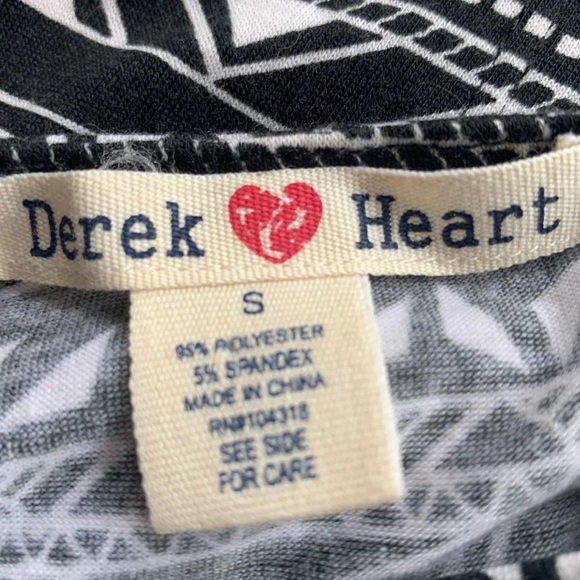 Derek Heart
S
95% POLYESTER
5% SPANDEX
MADE IN CHINA
RN#104318
SEE SIDE
FOR CARE